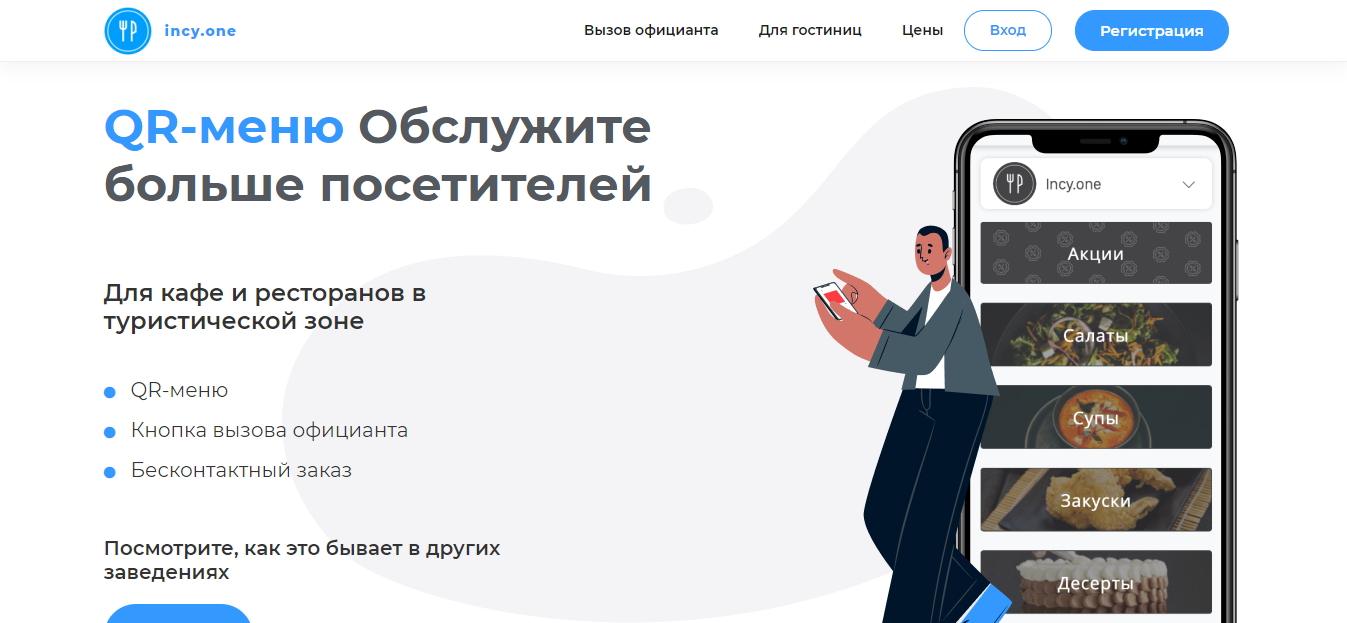 incy.one
Вызов официанта
Для гостиниц
Цены
Вход
Регистрация
QR-меню Обслужите
больше посетителей
Для кафе и ресторанов в
туристической зоне
QR-меню
Кнопка вызова официанта
Бесконтактный заказ
Посмотрите, как это бывает в других
заведениях
Incy.one
Акции
Салаты
Супы
Закуски
Десерты